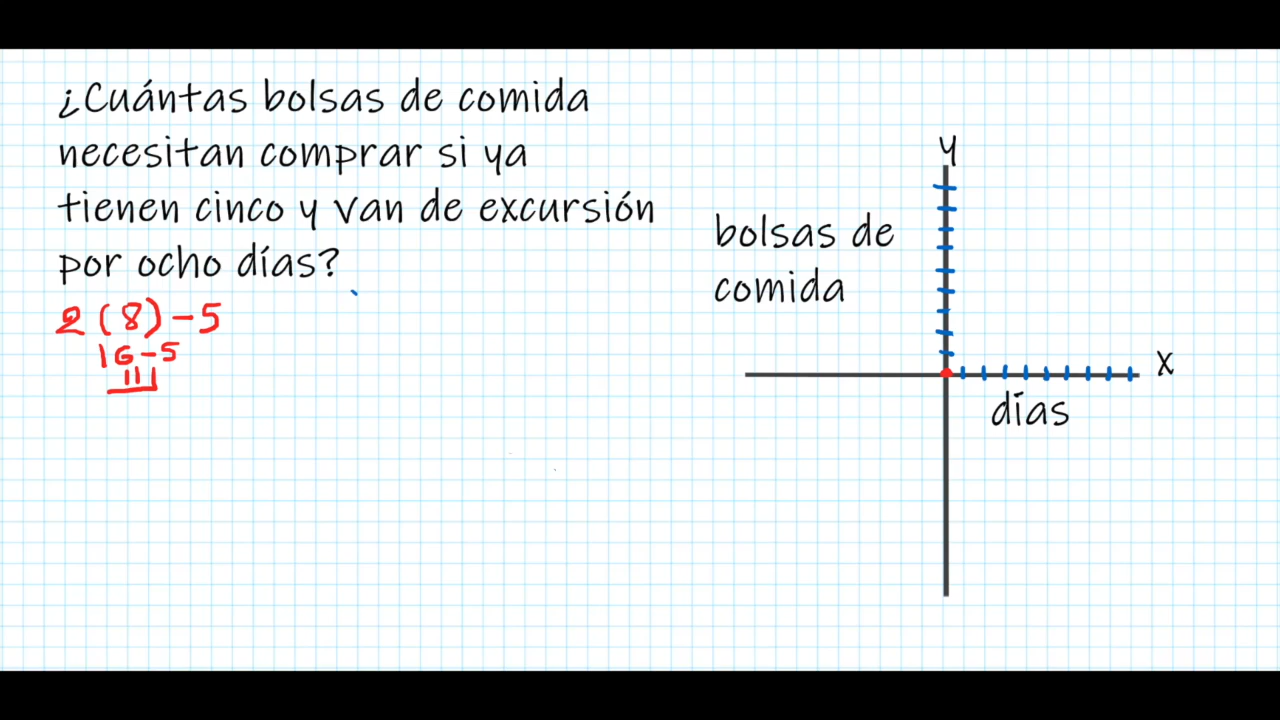 ¿Cuántas bolsas de comida
necesitan comprar si ya
tienen cinco y van de excursión
por ocho días?
2 (8) - 5
16 - 5
11
y
bolsas de
comida
x
días